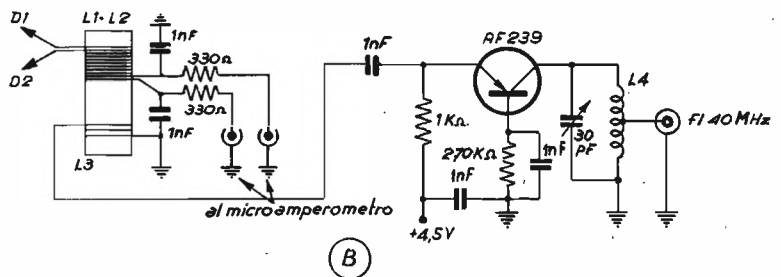 D1
D2
L1-L2
1nF
330Ω
330Ω
1nF
L3
al microamperometro
1nF
AF239
1KΩ
270KΩ
1nF
1nF
+4,5V
30
PF
L4
FI 40 MHz
B